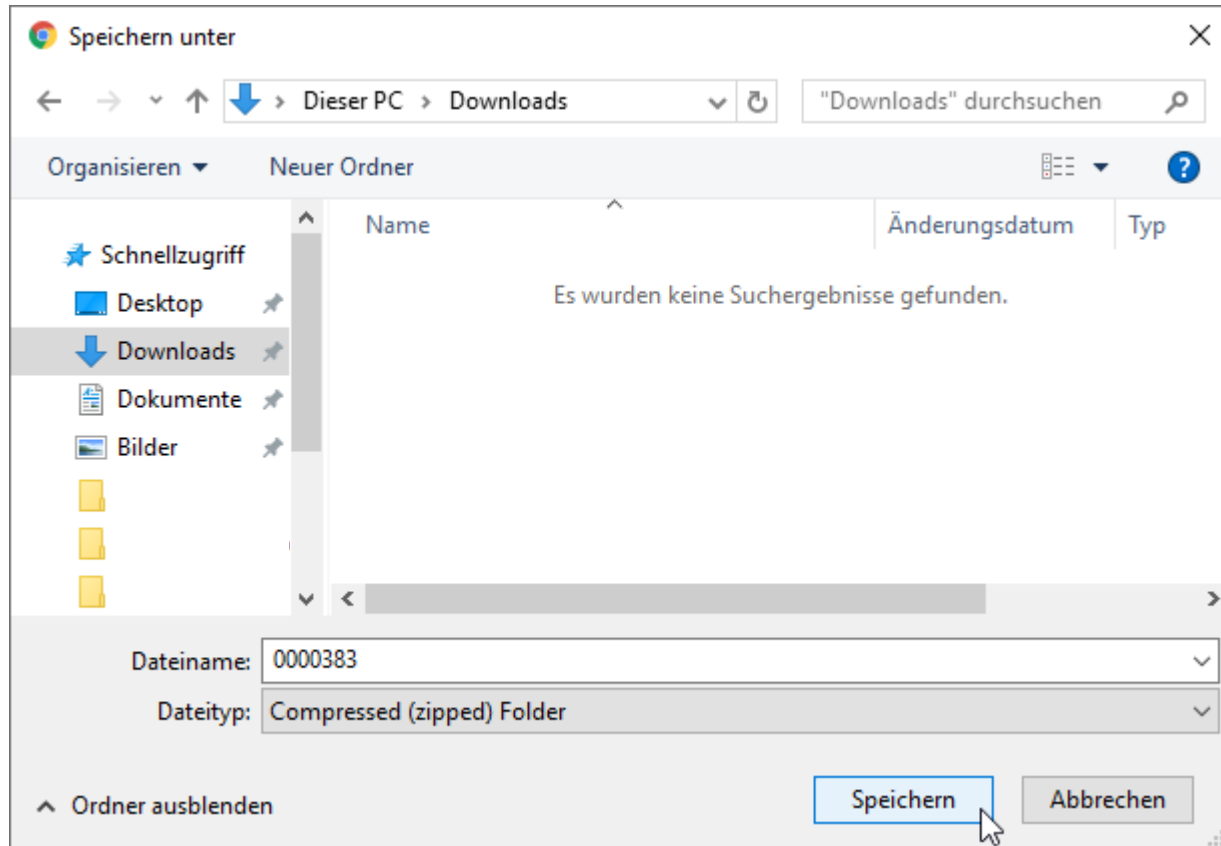 Speichern unter
Dieser PC > Downloads
"Downloads" durchsuchen
Organisieren
Neuer Ordner
?
Name
Änderungsdatum
Typ
Schnellzugriff
Desktop
Downloads
Dokumente
Bilder
Es wurden keine Suchergebnisse gefunden.
Dateiname: 0000383
Dateityp: Compressed (zipped) Folder
Ordner ausblenden
Speichern
Abbrechen